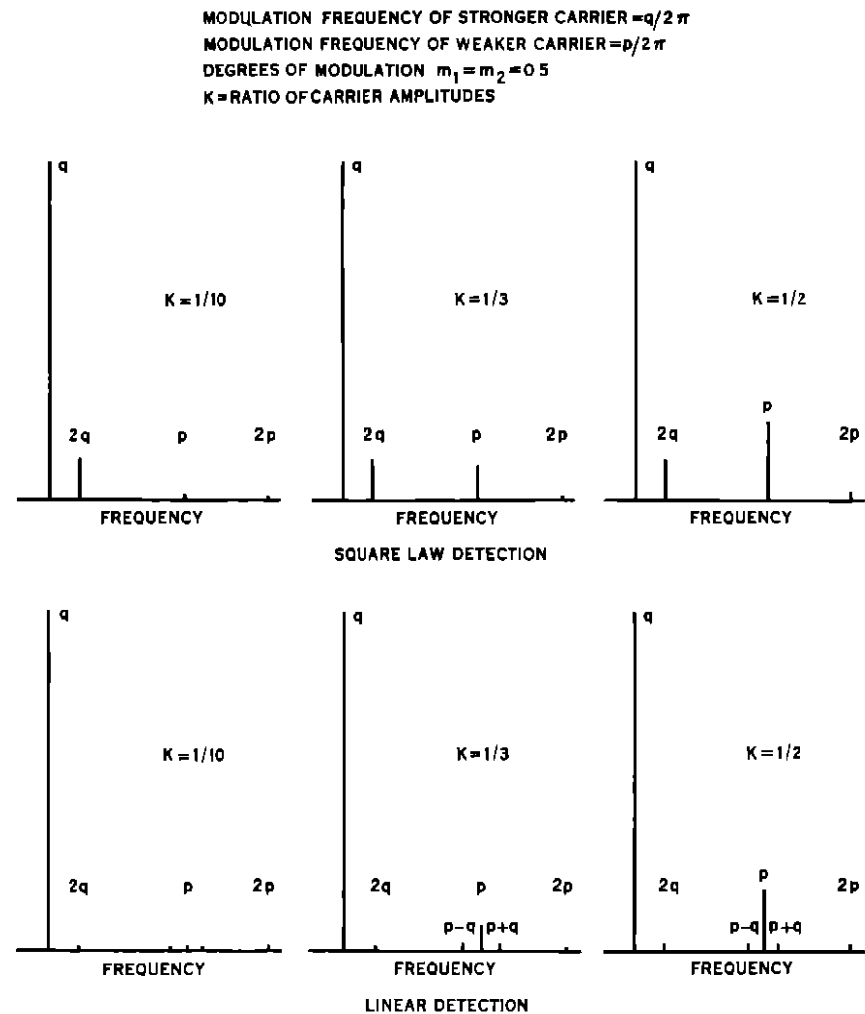 MODULATION FREQUENCY OF STRONGER CARRIER=q/2π
MODULATION FREQUENCY OF WEAKER CARRIER=p/2π
DEGREES OF MODULATION m₁=m₂=0 5
K=RATIO OF CARRIER AMPLITUDES
q
q
q
K=1/10
K=1/3
K=1/2
2q
p
2p
2q
p
2p
2q
p
2p
FREQUENCY
FREQUENCY
FREQUENCY
SQUARE LAW DETECTION
q
q
q
K=1/10
K=1/3
K=1/2
2q
p
2p
2q
p
2p
2q
p
2p
p-q
p+q
p-q
p+q
FREQUENCY
FREQUENCY
FREQUENCY
LINEAR DETECTION